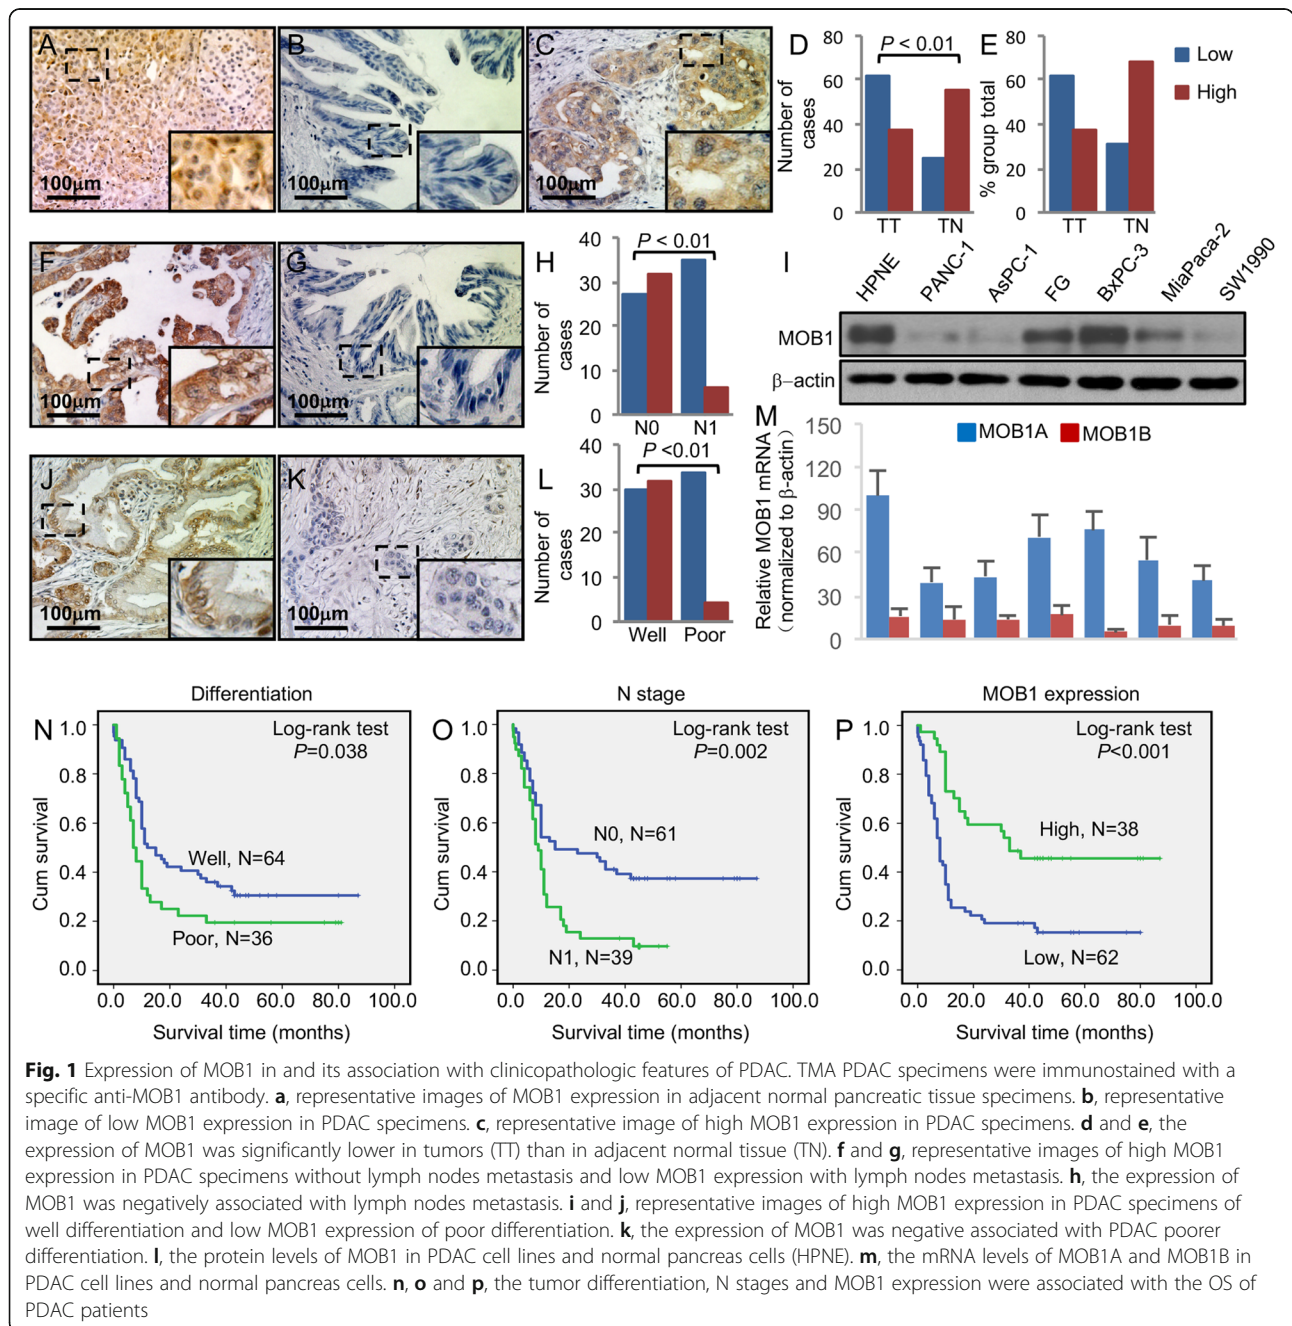 A
100μm
B
100μm
C
100μm
D
P < 0.01
Number of cases
80
60
40
20
0
TT TN
E
% group total
80
60
40
20
0
TT TN
Low
High
F
100μm
G
100μm
H
P < 0.01
Number of cases
40
30
20
10
0
N0 N1
I
HPNE PANC-1 AsPC-1 FG BxPC-3 MiaPaca-2 SW1990
MOB1
β-actin
J
100μm
K
100μm
L
P <0.01
Number of cases
40
30
20
10
0
Well Poor
M
Relative MOB1 mRNA
(normalized to β-actin)
150
120
90
60
30
0
MOB1A MOB1B
N
Differentiation
Log-rank test
P=0.038
Cum survival
1.0
0.8
0.6
0.4
0.2
0.0
Well, N=64
Poor, N=36
0.0 20.0 40.0 60.0 80.0 100.0
Survival time (months)
O
N stage
Log-rank test
P=0.002
Cum survival
1.0
0.8
0.6
0.4
0.2
0.0
N0, N=61
N1, N=39
0.0 20.0 40.0 60.0 80.0 100.0
Survival time (months)
P
MOB1 expression
Log-rank test
P<0.001
Cum survival
1.0
0.8
0.6
0.4
0.2
0.0
High, N=38
Low, N=62
0.0 20.0 40.0 60.0 80.0 100.0
Survival time (months)
Fig. 1 Expression of MOB1 in and its association with clinicopathologic features of PDAC. TMA PDAC specimens were immunostained with a
specific anti-MOB1 antibody. a, representative images of MOB1 expression in adjacent normal pancreatic tissue specimens. b, representative
image of low MOB1 expression in PDAC specimens. c, representative image of high MOB1 expression in PDAC specimens. d and e, the
expression of MOB1 was significantly lower in tumors (TT) than in adjacent normal tissue (TN). f and g, representative images of high MOB1
expression in PDAC specimens without lymph nodes metastasis and low MOB1 expression with lymph nodes metastasis. h, the expression of
MOB1 was negatively associated with lymph nodes metastasis. i and j, representative images of high MOB1 expression in PDAC specimens of
well differentiation and low MOB1 expression of poor differentiation. k, the expression of MOB1 was negative associated with PDAC poorer
differentiation. l, the protein levels of MOB1 in PDAC cell lines and normal pancreas cells (HPNE). m, the mRNA levels of MOB1A and MOB1B in
PDAC cell lines and normal pancreas cells. n, o and p, the tumor differentiation, N stages and MOB1 expression were associated with the OS of
PDAC patients